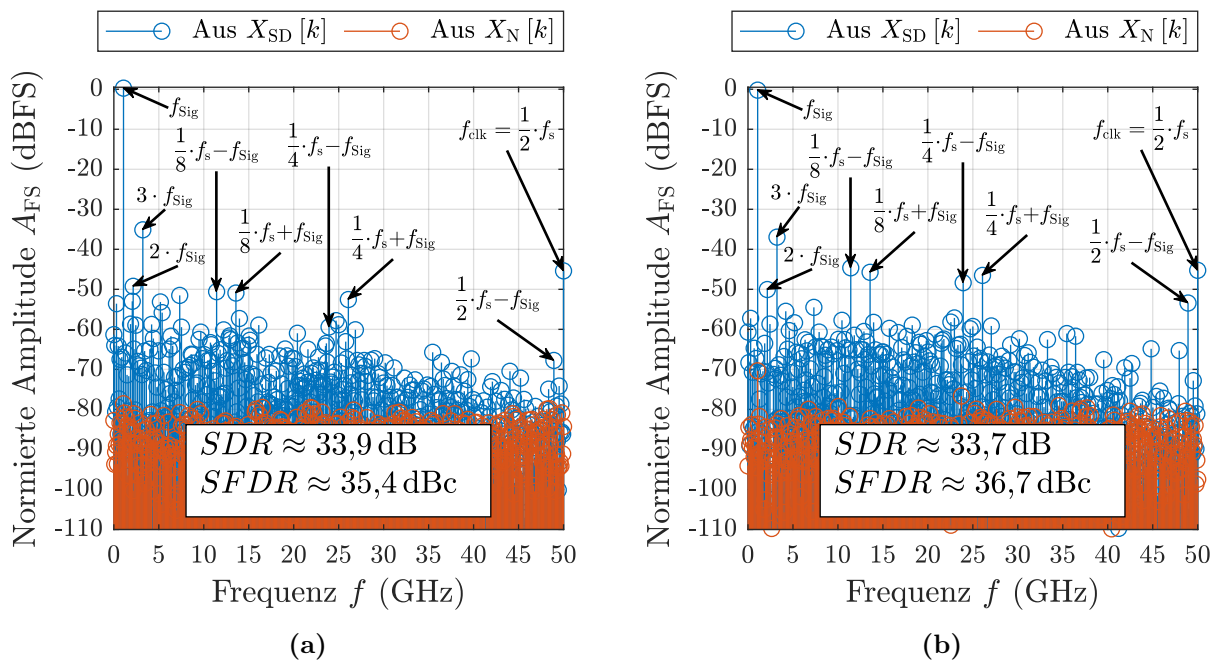 Aus X_SD [k] Aus X_N [k]
Normierte Amplitude A_FS (dBFS)
0
-10
-20
-30
-40
-50
-60
-70
-80
-90
-100
-110
f_Sig
1/8·f_s−f_Sig
1/4·f_s−f_Sig
f_clk = 1/2·f_s
3 · f_Sig
2 · f_Sig
1/8·f_s+f_Sig
1/4·f_s+f_Sig
1/2·f_s−f_Sig
SDR ≈ 33,9 dB
SFDR ≈ 35,4 dBc
0 5 10 15 20 25 30 35 40 45 50
Frequenz f (GHz)
(a)
Aus X_SD [k] Aus X_N [k]
Normierte Amplitude A_FS (dBFS)
0
-10
-20
-30
-40
-50
-60
-70
-80
-90
-100
-110
f_Sig
1/8·f_s−f_Sig
1/4·f_s−f_Sig
f_clk = 1/2·f_s
3 · f_Sig
2 · f_Sig
1/8·f_s+f_Sig
1/4·f_s+f_Sig
1/2·f_s−f_Sig
SDR ≈ 33,7 dB
SFDR ≈ 36,7 dBc
0 5 10 15 20 25 30 35 40 45 50
Frequenz f (GHz)
(b)